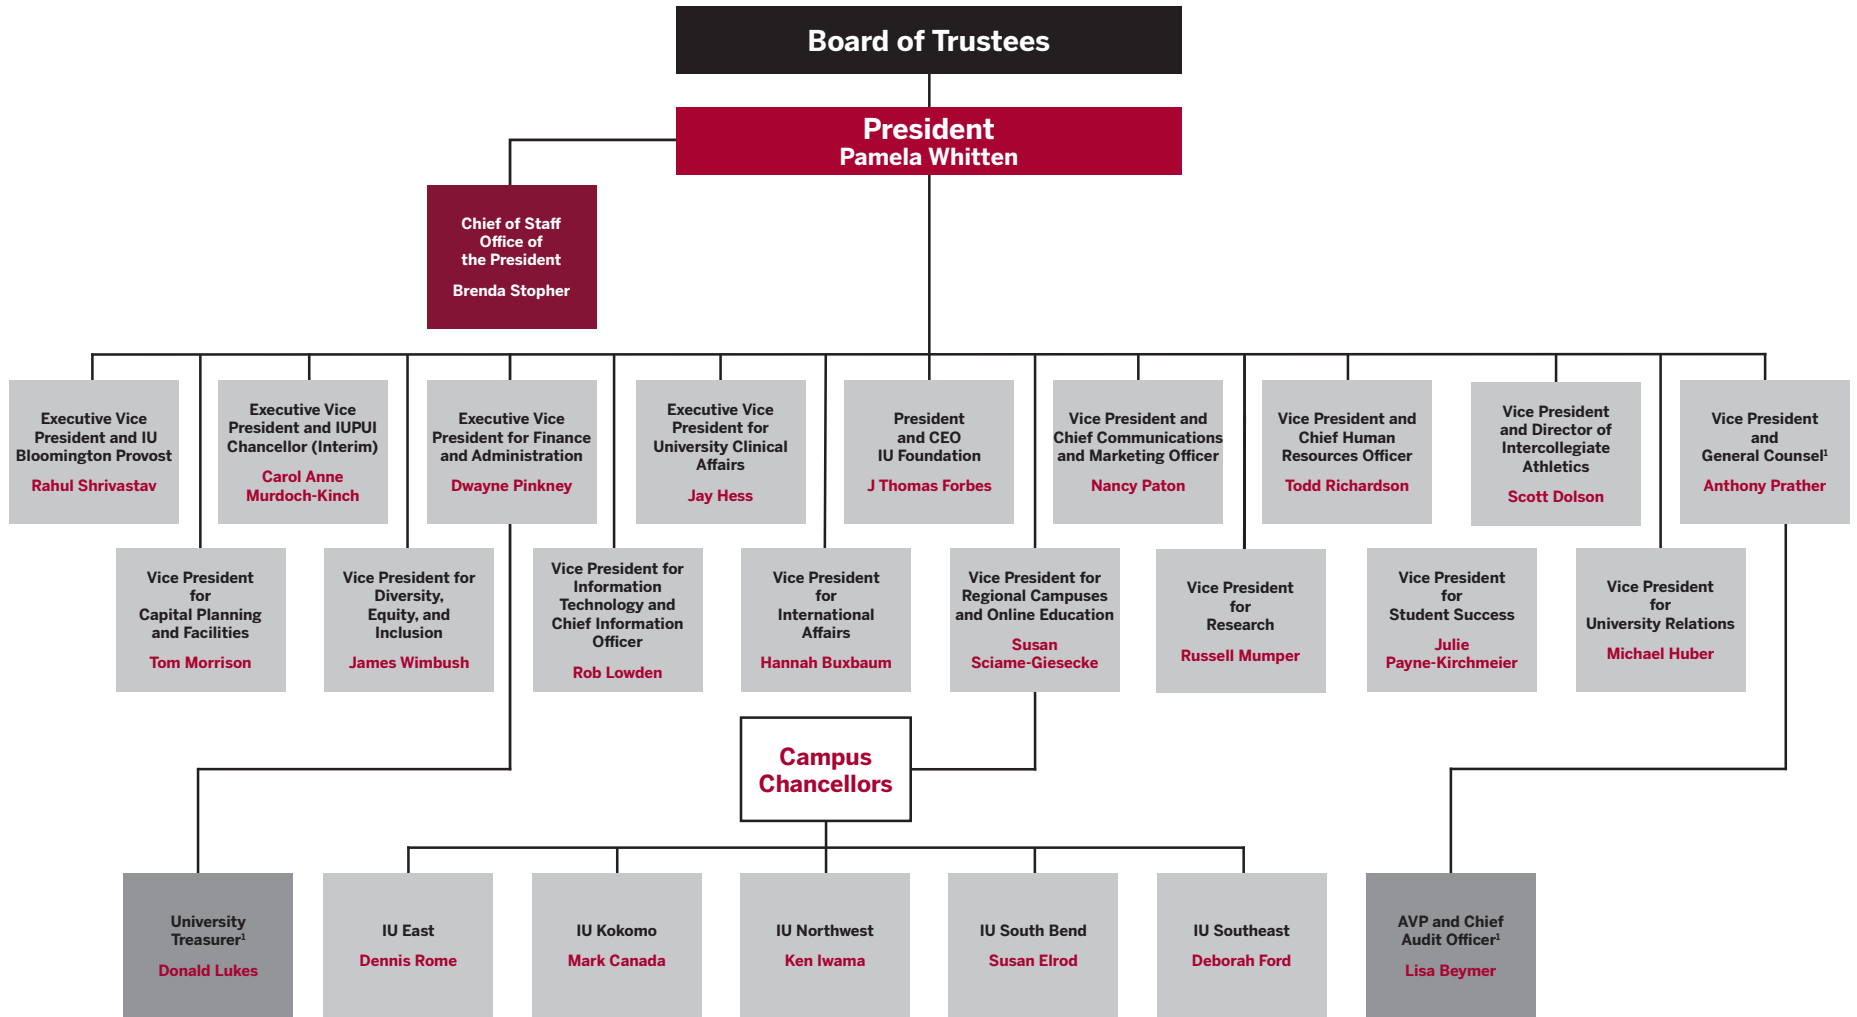 Board of Trustees
President
Pamela Whitten
Chief of Staff
Office of
the President
Brenda Stopher
Executive Vice
President and IU
Bloomington Provost
Rahul Shrivastav
Executive Vice
President and IUPUI
Chancellor (Interim)
Carol Anne
Murdoch-Kinch
Executive Vice
President for Finance
and Administration
Dwayne Pinkney
Executive Vice
President for
University Clinical
Affairs
Jay Hess
President
and CEO
IU Foundation
J Thomas Forbes
Vice President and
Chief Communications
and Marketing Officer
Nancy Paton
Vice President and
Chief Human
Resources Officer
Todd Richardson
Vice President
and Director of
Intercollegiate
Athletics
Scott Dolson
Vice President
and
General Counsel¹
Anthony Prather
Vice President
for
Capital Planning
and Facilities
Tom Morrison
Vice President for
Diversity,
Equity, and
Inclusion
James Wimbush
Vice President for
Information
Technology and
Chief Information
Officer
Rob Lowden
Vice President
for
International
Affairs
Hannah Buxbaum
Vice President for
Regional Campuses
and Online Education
Susan
Sciame-Giesecke
Vice President
for
Research
Russell Mumper
Vice President
for
Student Success
Julie
Payne-Kirchmeier
Vice President
for
University Relations
Michael Huber
Campus
Chancellors
University
Treasurer¹
Donald Lukes
IU East
Dennis Rome
IU Kokomo
Mark Canada
IU Northwest
Ken Iwama
IU South Bend
Susan Elrod
IU Southeast
Deborah Ford
AVP and Chief
Audit Officer¹
Lisa Beymer